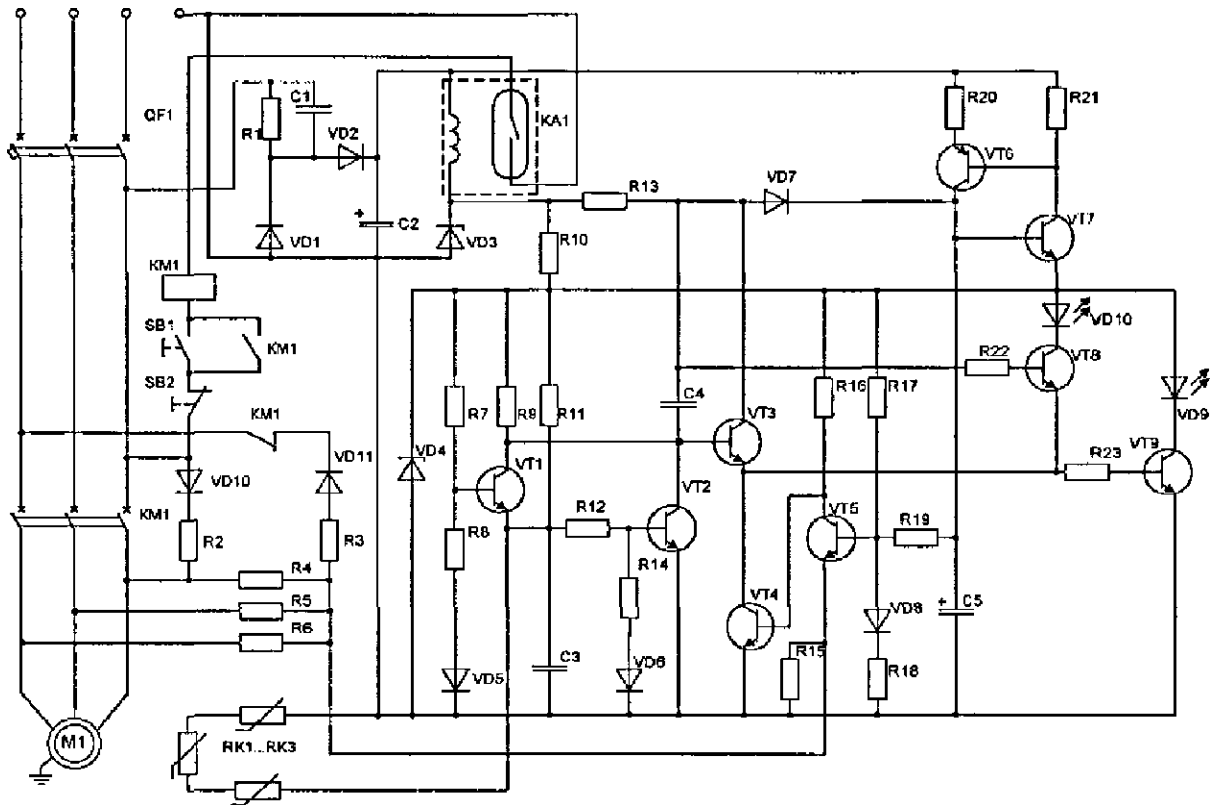 QF1
R1
C1
VD2
KA1
R20
R21
VT6
R13
VD7
VD1
C2
VD3
R10
VT7
KM1
SB1
KM1
SB2
VD10
VT8
R22
C4
R16
R17
R7
R9
R11
VT3
VD9
KM1
VD11
VD4
VT1
VT9
R23
VD10
VT2
R12
VT5
R19
KM1
R2
R3
R8
R14
R4
VT4
VD8
C5
R5
R6
C3
R15
R18
VD5
VD6
M1
RK1...RK3